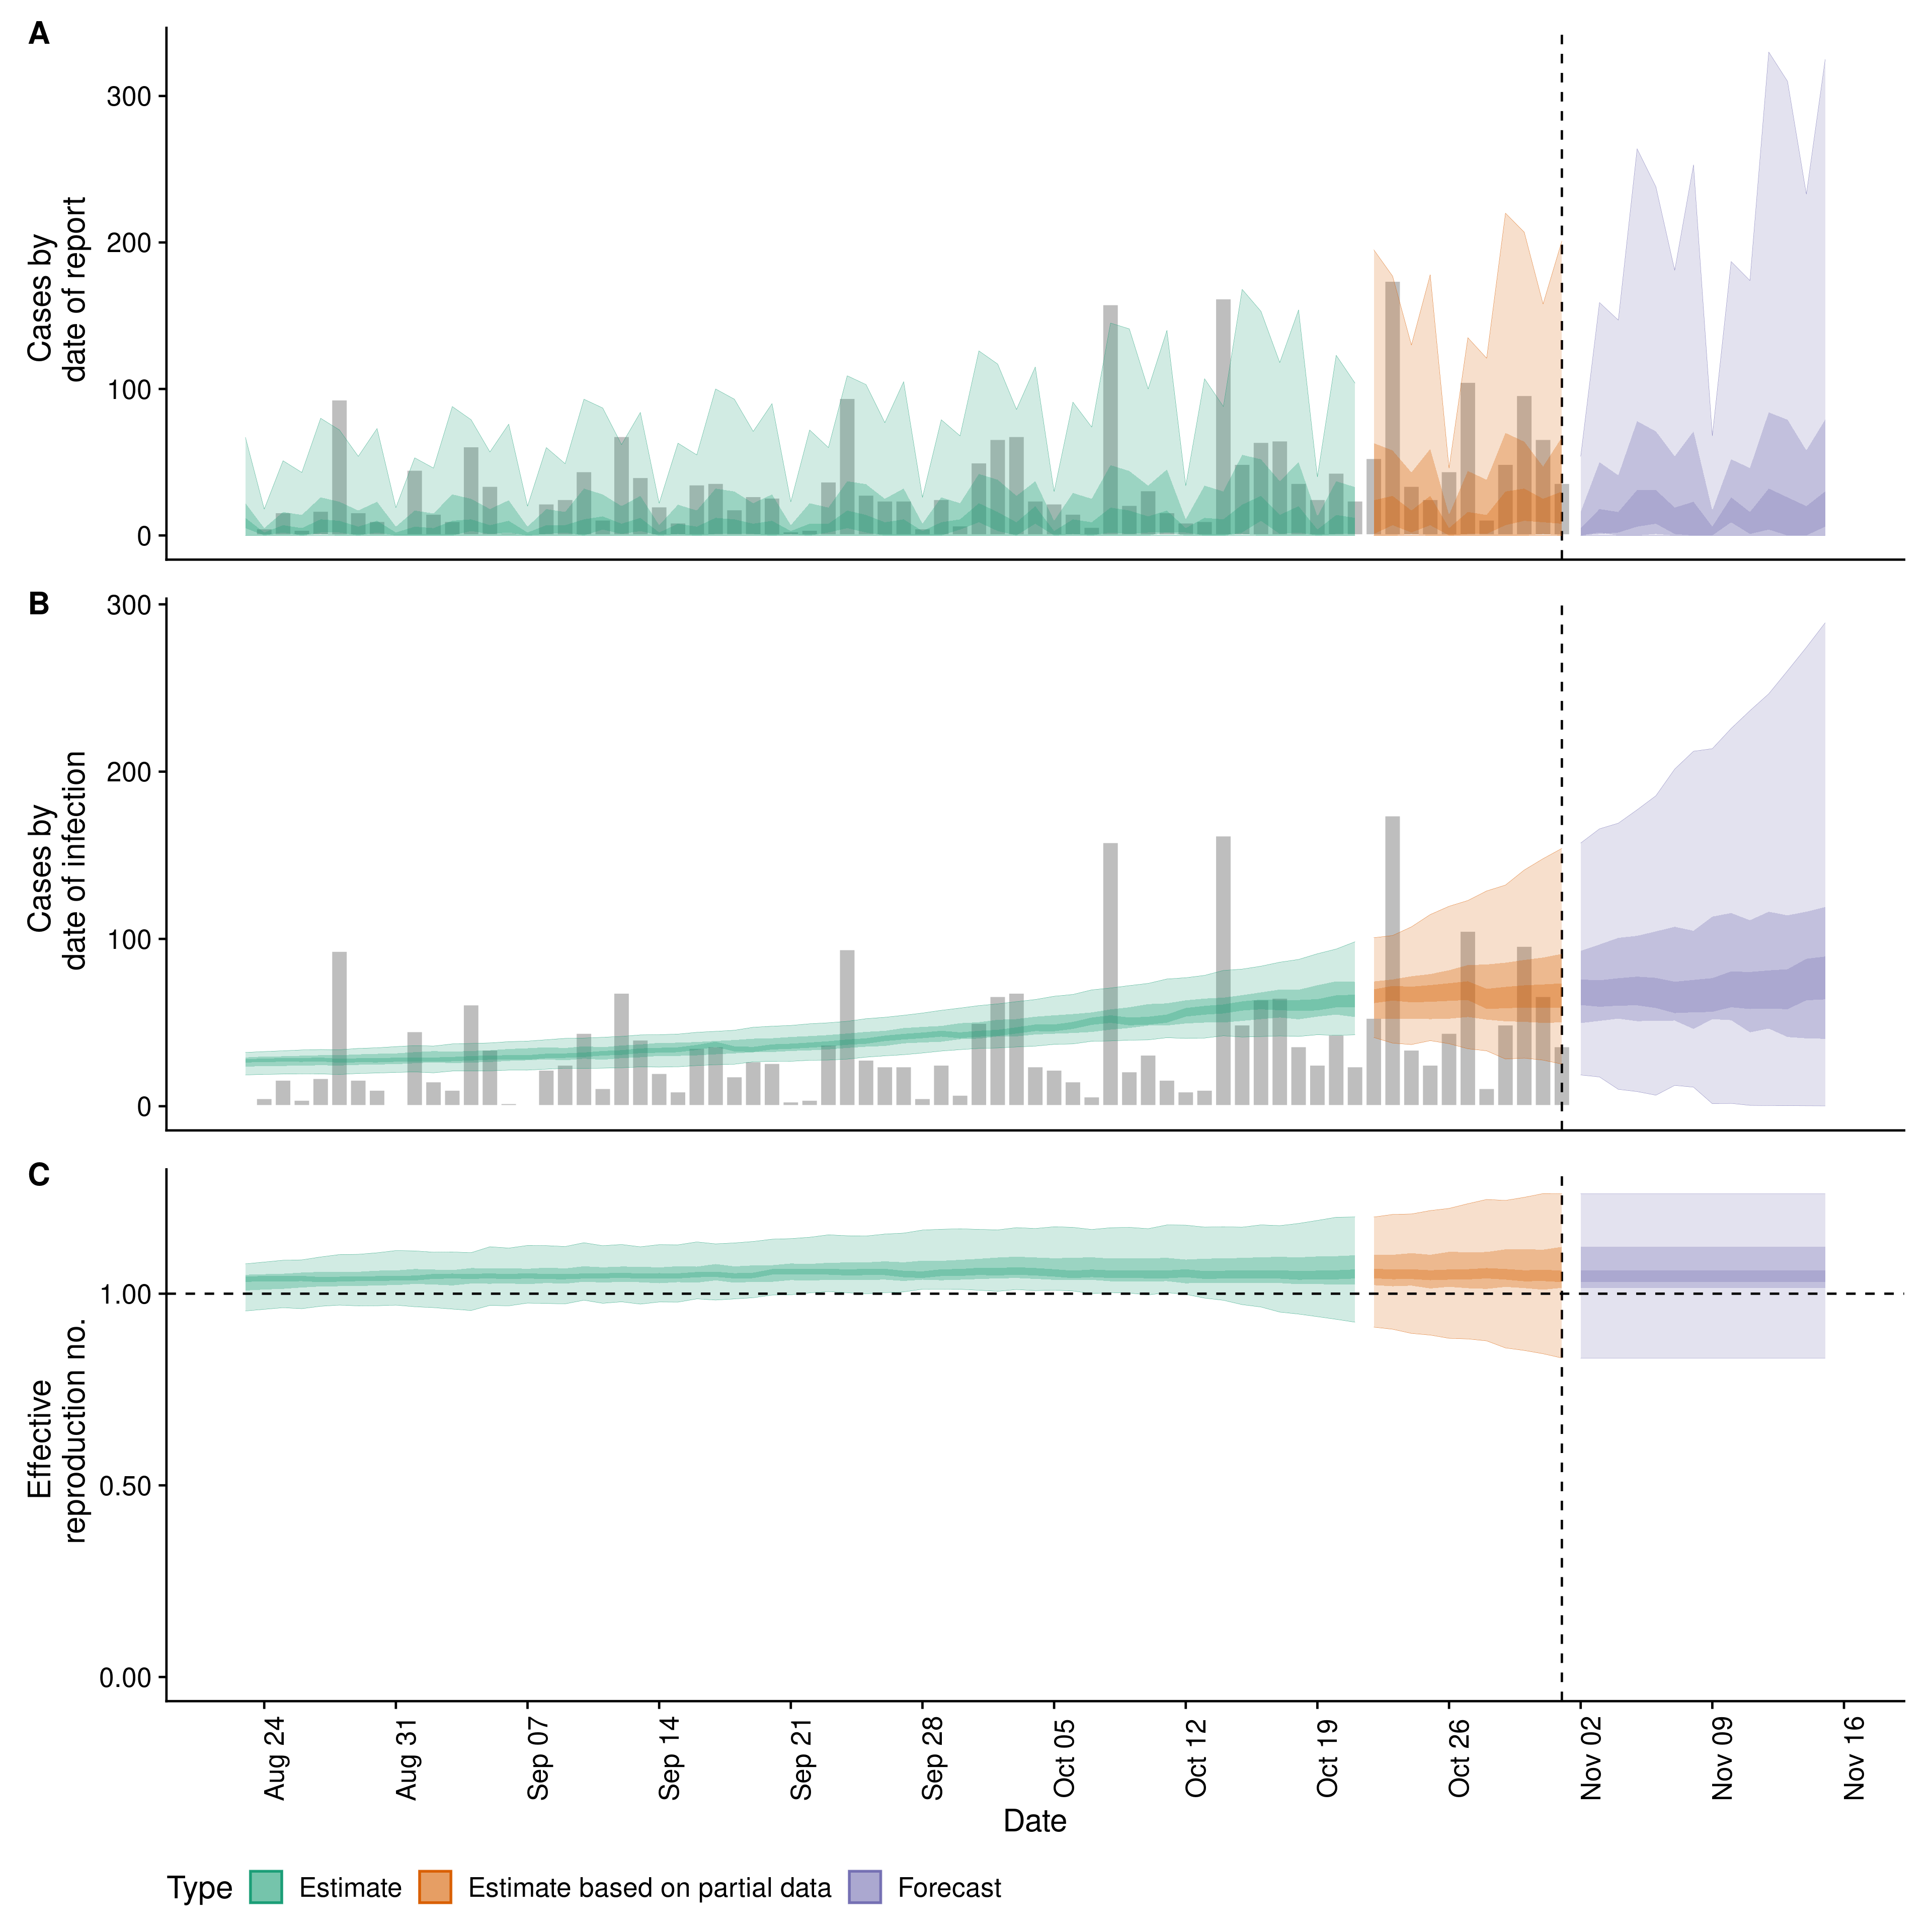 A
Cases by
date of report
300
200
100
0
B
Cases by
date of infection
300
200
100
0
C
Effective
reproduction no.
1.00
0.50
0.00
Aug 24
Aug 31
Sep 07
Sep 14
Sep 21
Sep 28
Oct 05
Oct 12
Oct 19
Oct 26
Nov 02
Nov 09
Nov 16
Date
Type Estimate Estimate based on partial data Forecast